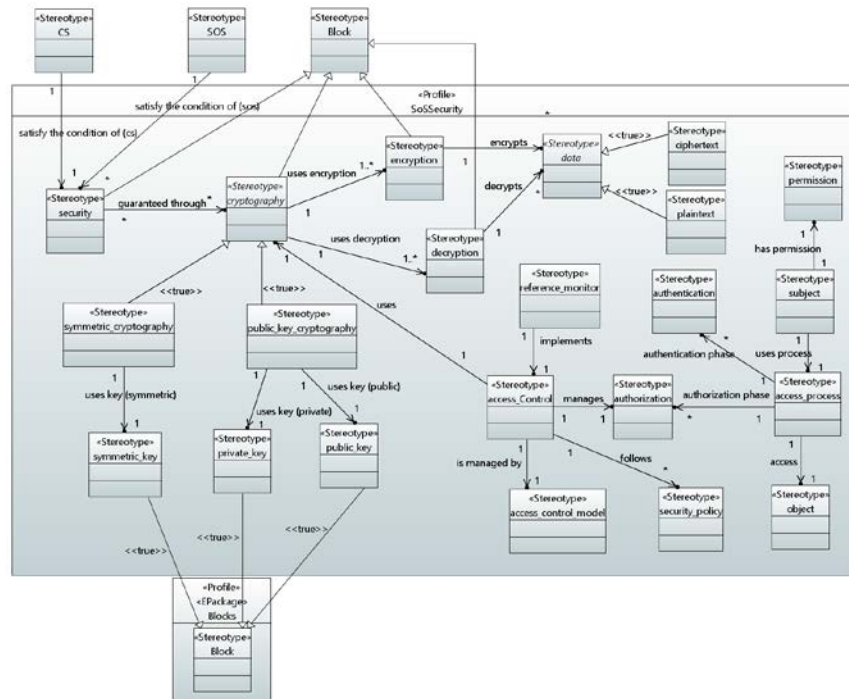 «Stereotype»
CS
«Stereotype»
SOS
«Stereotype»
Block
1
1
satisfy the condition of (sos)
«Profile»
SoSSecurity
satisfy the condition of (cs)
*
1
*
*
«Stereotype»
security
guaranteed through
*
*
«Stereotype»
cryptography
uses encryption
1
1..*
«Stereotype»
encryption
encrypts
1
«Stereotype»
data
decrypts
*
<<true>>
«Stereotype»
ciphertext
<<true>>
«Stereotype»
plaintext
«Stereotype»
permission
1
has permission
1
uses decryption
1
1..*
«Stereotype»
decryption
1
«Stereotype»
reference_monitor
«Stereotype»
authentication
«Stereotype»
subject
<<true>>
<<true>>
1
uses
1
implements
1
*
authentication phase
1
uses process
1
1
«Stereotype»
symmetric_cryptography
«Stereotype»
public_key_cryptography
1
1
1
uses key (symmetric)
uses key (private)
uses key (public)
1
1
1
1
«Stereotype»
access_Control
manages
1
1
«Stereotype»
authorization
authorization phase
*
1
«Stereotype»
access_process
«Stereotype»
symmetric_key
«Stereotype»
private_key
«Stereotype»
public_key
is managed by
1
1
1
follows
*
access
1
1
«Stereotype»
access_control_model
«Stereotype»
security_policy
«Stereotype»
object
<<true>>
<<true>>
<<true>>
«Profile»
<EPackage>
Blocks
«Stereotype»
Block